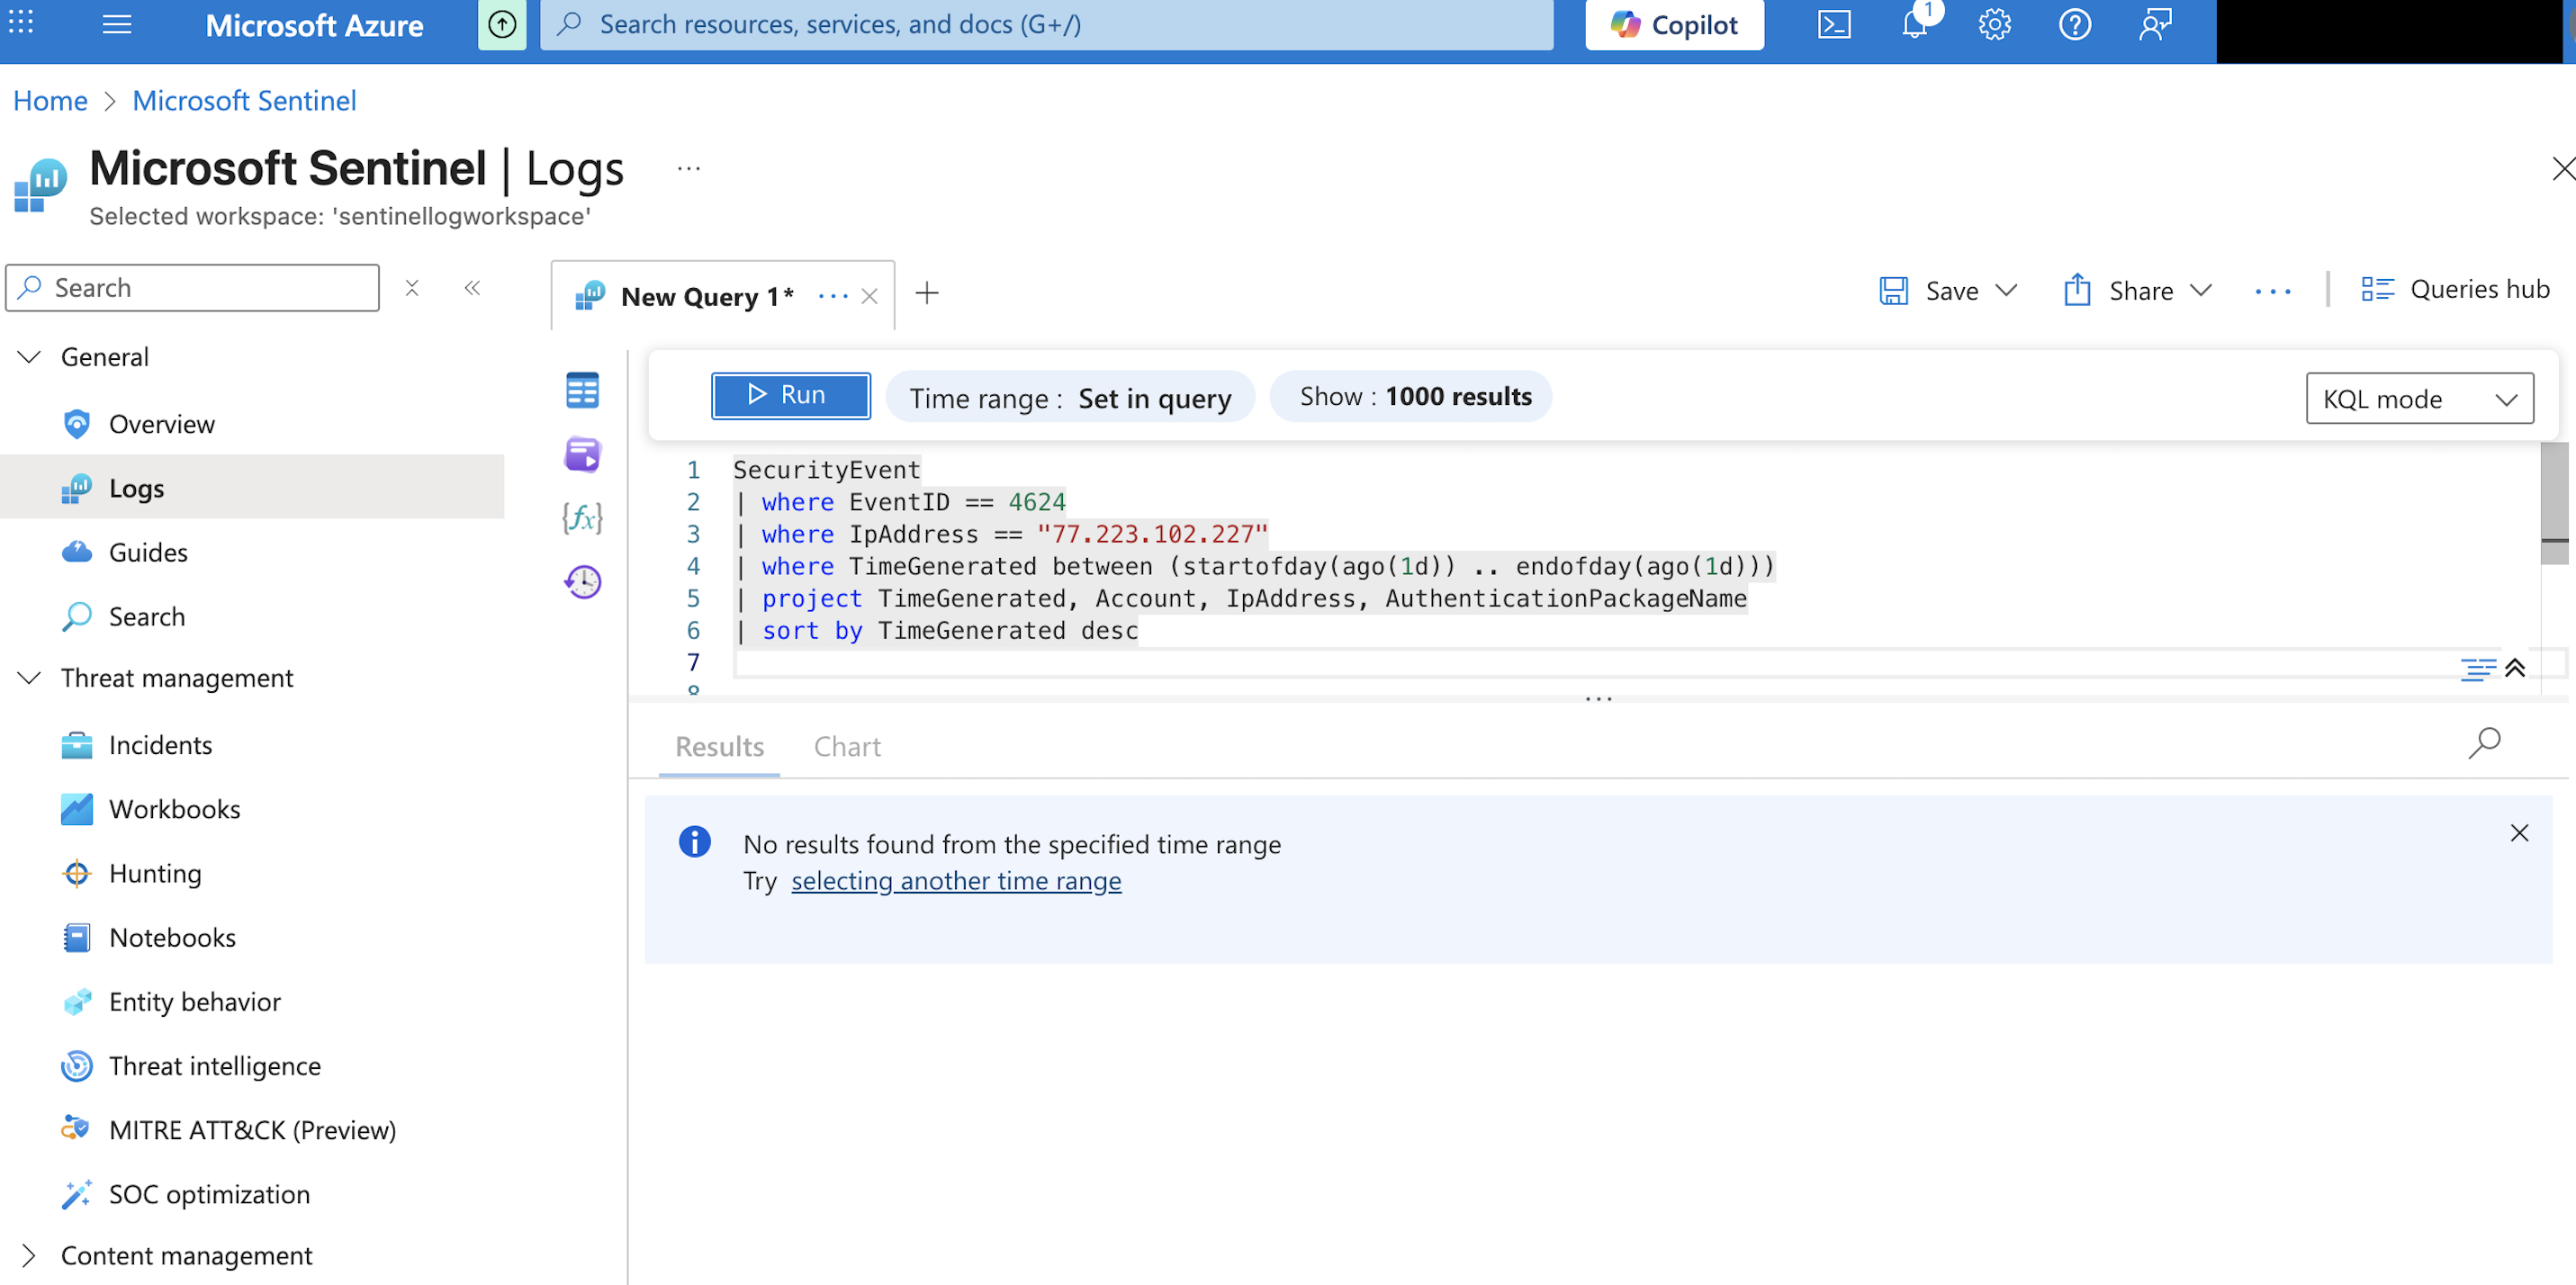 Microsoft Azure
Search resources, services, and docs (G+/)
Copilot
1
Home > Microsoft Sentinel
Microsoft Sentinel | Logs ...
Selected workspace: 'sentinellogworkspace'
Search
General
Overview
Logs
Guides
Search
Threat management
Incidents
Workbooks
Hunting
Notebooks
Entity behavior
Threat intelligence
MITRE ATT&CK (Preview)
SOC optimization
Content management
New Query 1* ...
Save
Share
...
Queries hub
Run
Time range : Set in query
Show : 1000 results
KQL mode
{fx}
1 SecurityEvent
2 | where EventID == 4624
3 | where IpAddress == "77.223.102.227"
4 | where TimeGenerated between (startofday(ago(1d)) .. endofday(ago(1d)))
5 | project TimeGenerated, Account, IpAddress, AuthenticationPackageName
6 | sort by TimeGenerated desc
7
8
...
Results Chart
No results found from the specified time range
Try selecting another time range